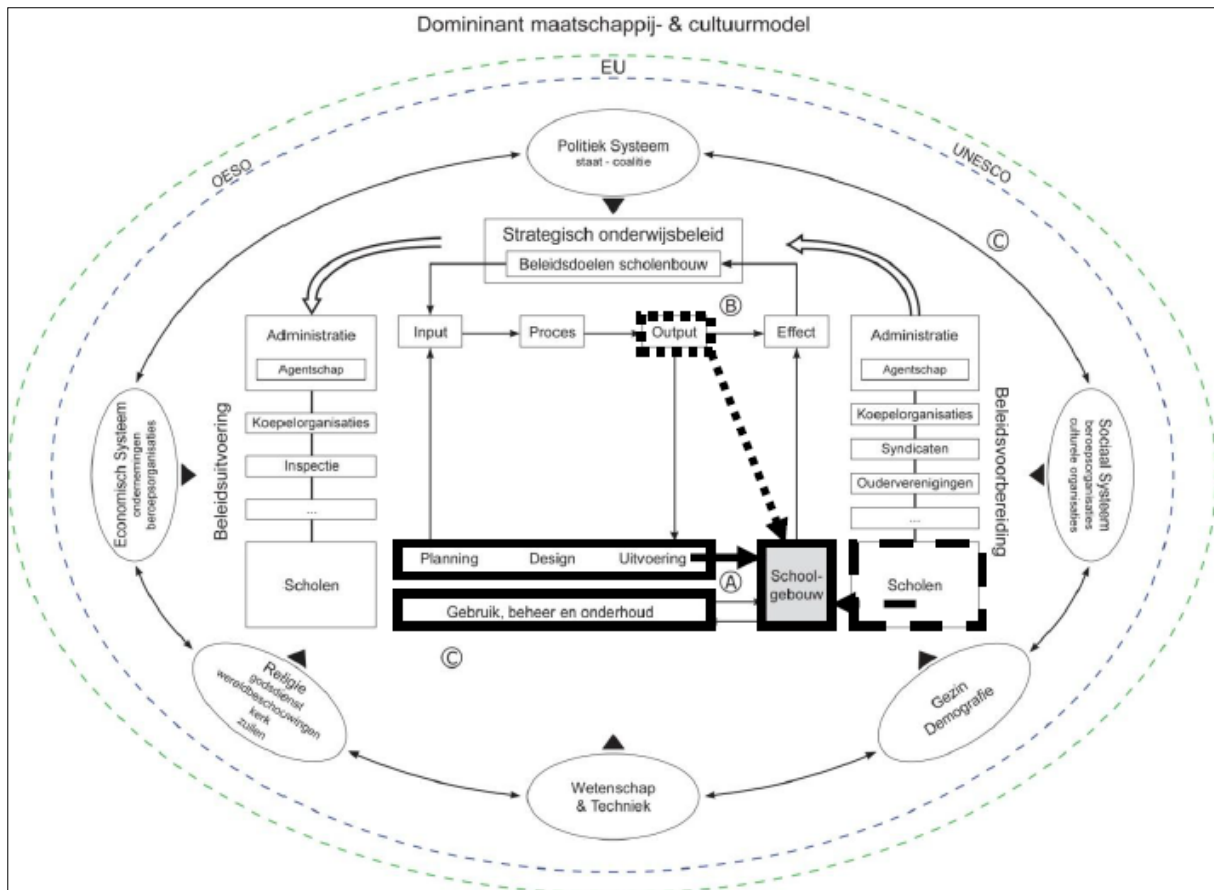 Domininant maatschappij- & cultuurmodel
EU
OESO
UNESCO
Politiek Systeem
staat - coalitie
C
Strategisch onderwijsbeleid
Beleidsdoelen scholenbouw
B
Administratie
Agentschap
Input
Proces
Output
Effect
Administratie
Agentschap
Beleidsuitvoering
Koepelorganisaties
Inspectie
...
Scholen
Koepelorganisaties
Syndicaten
Ouderverenigingen
...
Scholen
Beleidsvoorbereiding
Economisch Systeem
ondernemingen
beroepsorganisaties
Sociaal Systeem
beroepsorganisaties
culturele organisaties
Planning Design Uitvoering
A
School-
gebouw
Gebruik, beheer en onderhoud
C
Religie
godsdienst
wereldbeschouwingen
kerk
zuilen
Gezin
Demografie
Wetenschap
& Techniek